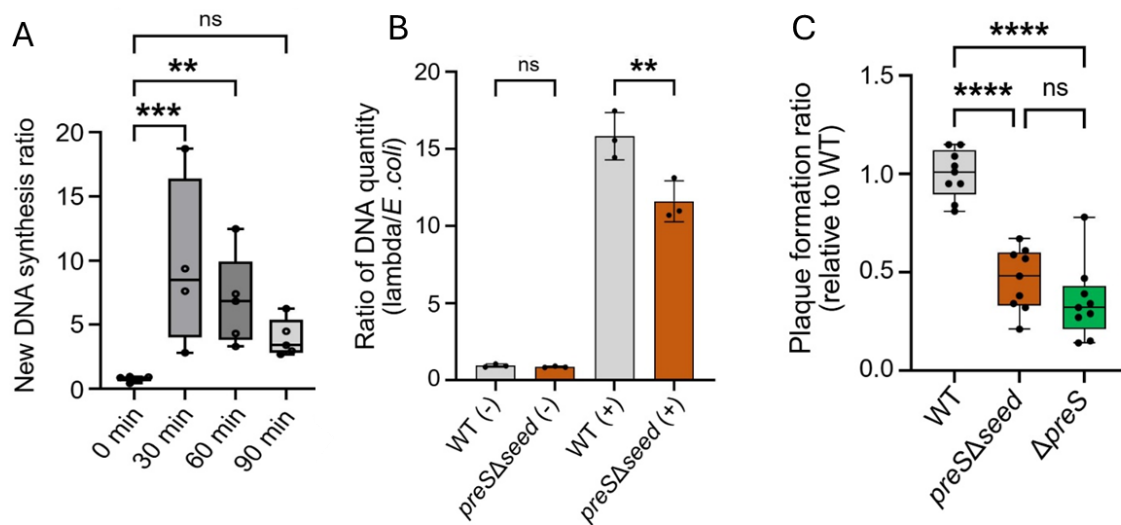 A
ns
**
***
New DNA synthesis ratio
20
15
10
5
0
0 min
30 min
60 min
90 min
B
ns
**
Ratio of DNA quantity
(lambda/E .coli)
20
15
10
5
0
WT (-)
preSΔseed (-)
WT (+)
preSΔseed (+)
C
****
****
ns
Plaque formation ratio
(relative to WT)
1.5
1.0
0.5
0.0
WT
preSΔseed
ΔpreS